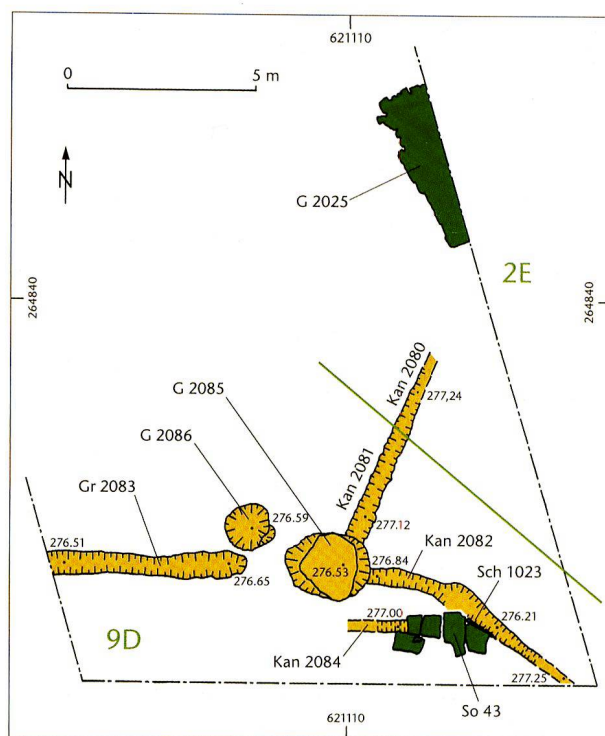 621110
0 5 m
N
G 2025
2E
264840
264840
Kan 2080
G 2085
277,24
G 2086
Kan 2081
Gr 2083
276.59
277.12
276.51
276.84
Kan 2082
276.53
276.65
Sch 1023
277.00
276.21
9D
Kan 2084
277.25
So 43
621110